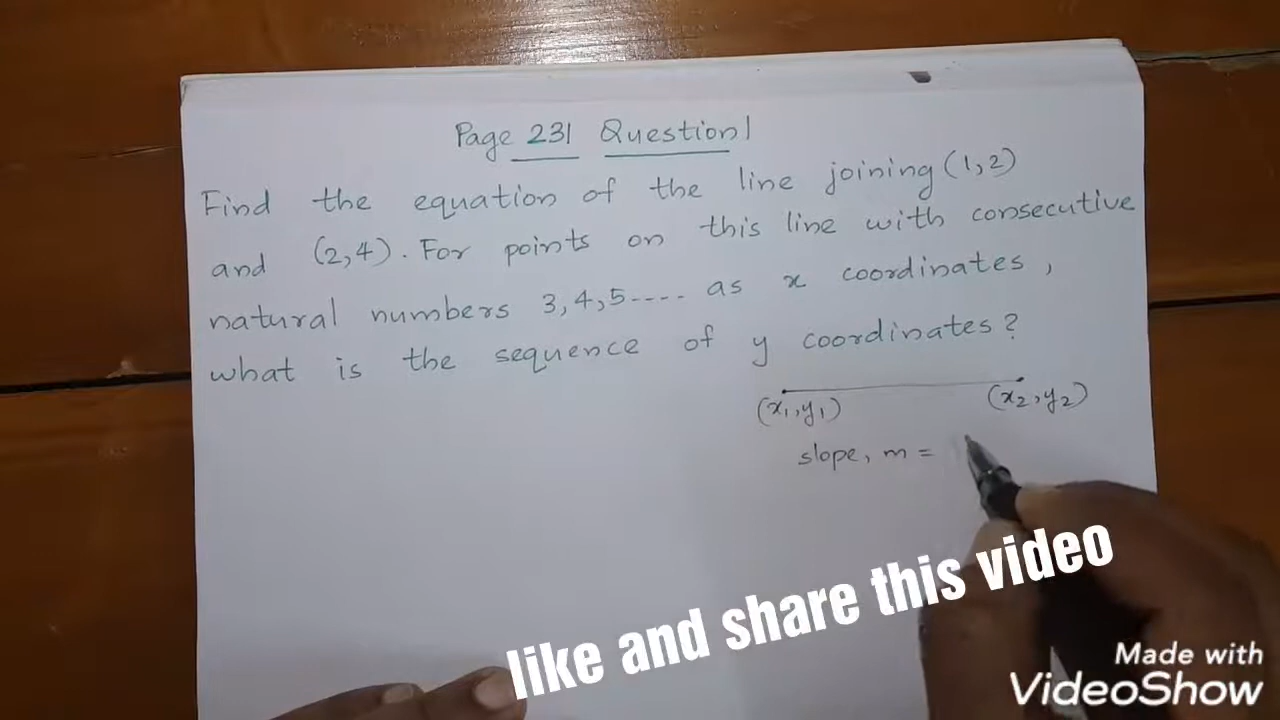 Page 231 Question 1
Find the equation of the line joining (1,2)
and (2,4). For points on this line with consecutive
natural numbers 3,4,5.... as x coordinates,
what is the sequence of y coordinates?
(x₁,y₁) (x₂,y₂)
slope, m =
like and share this video
Made with
VideoShow